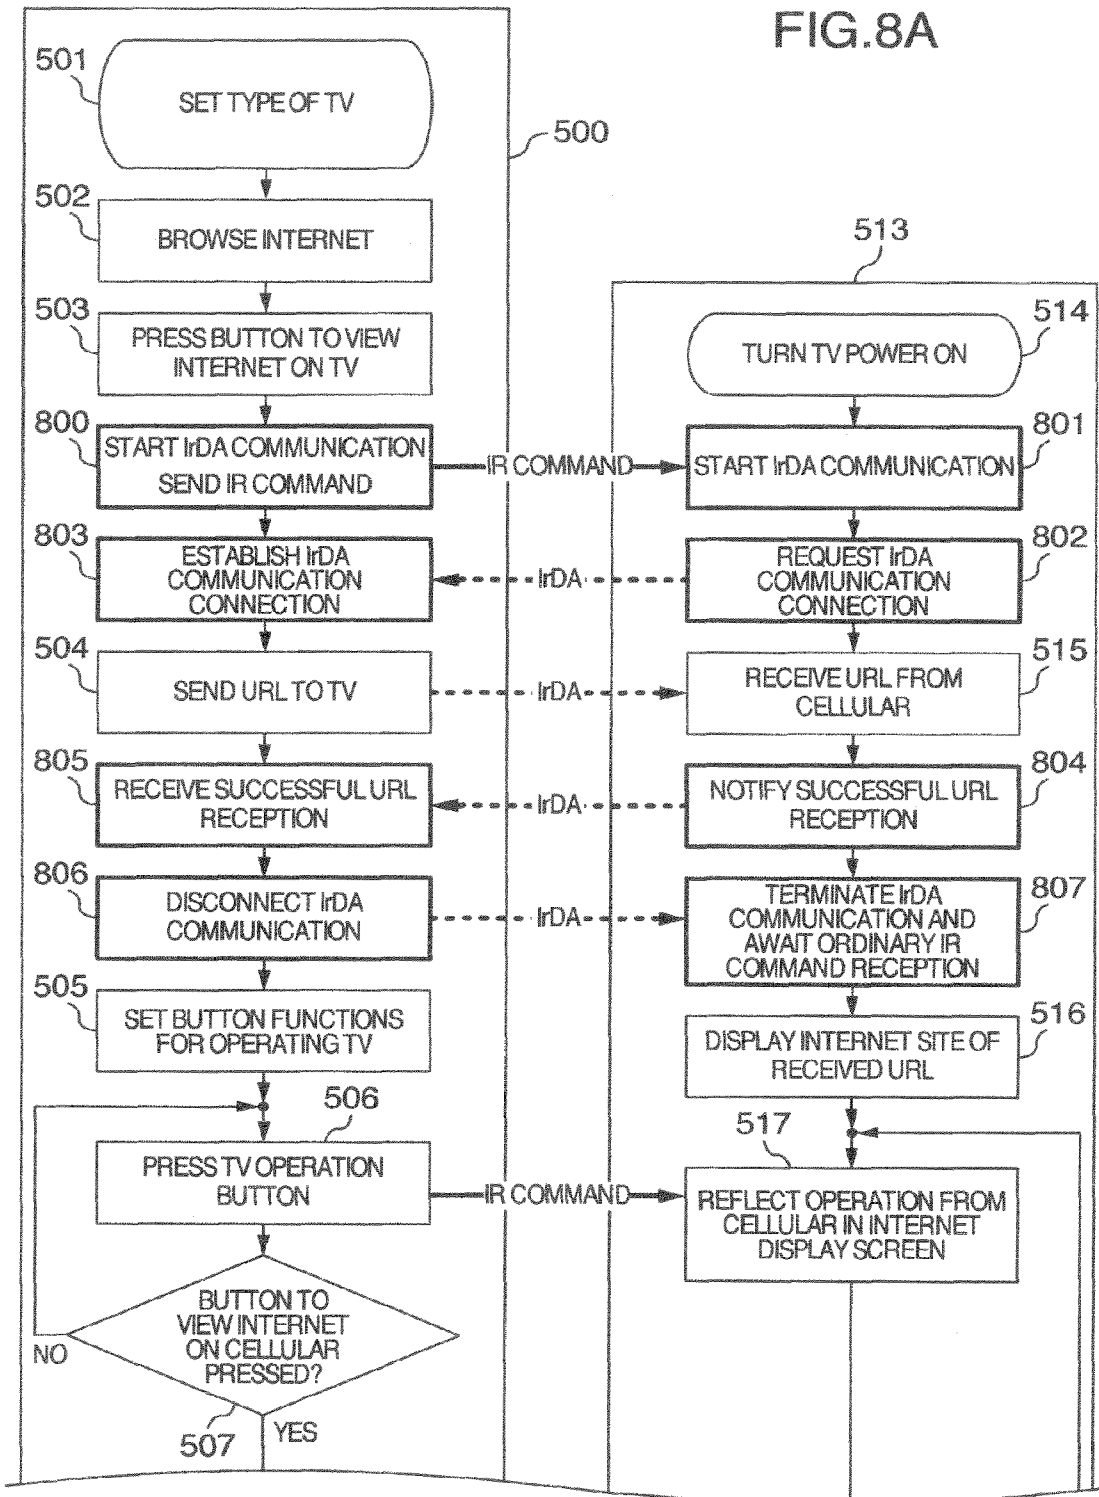 FIG.8A
501
SET TYPE OF TV
500
502
BROWSE INTERNET
503
PRESS BUTTON TO VIEW
INTERNET ON TV
800
START IrDA COMMUNICATION
SEND IR COMMAND
IR COMMAND
803
ESTABLISH IrDA
COMMUNICATION
CONNECTION
IrDA
504
SEND URL TO TV
IrDA
805
RECEIVE SUCCESSFUL URL
RECEPTION
IrDA
806
DISCONNECT IrDA
COMMUNICATION
IrDA
505
SET BUTTON FUNCTIONS
FOR OPERATING TV
506
PRESS TV OPERATION
BUTTON
IR COMMAND
BUTTON TO
VIEW INTERNET
ON CELLULAR
PRESSED?
NO
507
YES
513
514
TURN TV POWER ON
801
START IrDA COMMUNICATION
802
REQUEST IrDA
COMMUNICATION
CONNECTION
515
RECEIVE URL FROM
CELLULAR
804
NOTIFY SUCCESSFUL URL
RECEPTION
807
TERMINATE IrDA
COMMUNICATION AND
AWAIT ORDINARY IR
COMMAND RECEPTION
516
DISPLAY INTERNET SITE OF
RECEIVED URL
517
REFLECT OPERATION FROM
CELLULAR IN INTERNET
DISPLAY SCREEN